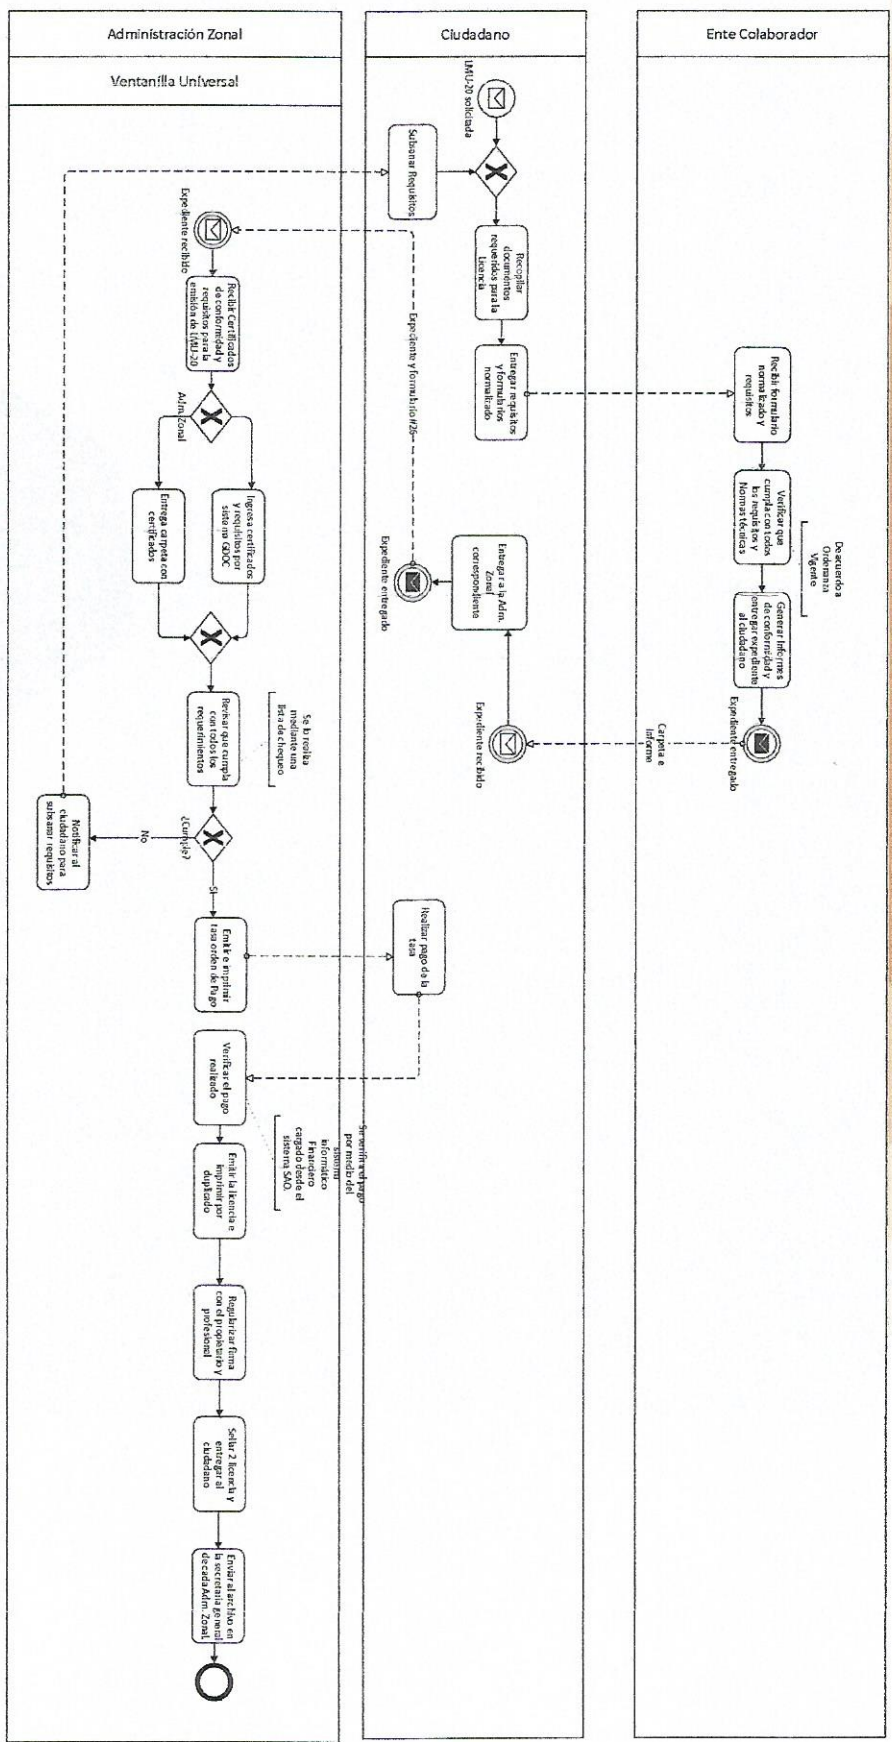 Administración Zonal
Ventanilla Universal
Ciudadano
Ente Colaborador
LMU-20 solicitada
Subsanar Requisitos
Recopilar
documentos
requeridos para la
Licencia
Entregar requisitos
y formularios
normalizado
Recibir formulario
normalizado y
requisitos
Verificar que
cumpla con todos
los requisitos y
Normas técnicas
De acuerdo a
Ordenanza
Vigente
Generar Informes
de conformidad y
entregar expediente
al ciudadano
Expediente entregado
Carpeta e
Informe
Expediente recibido
Entregar a la Adm.
Zonal
correspondiente
Expediente entregado
Expediente y formulario #26
Expediente recibido
Recibir Certificados
de conformidad y
requisitos para la
emisión de LMU-20
Adm. Zonal
Ingresa certificados
y requisitos por
sistema GDOC
Entrega carpeta con
certificados
Revisar que cumpla
con todos los
requerimientos
Se lo realiza
mediante una
lista de chequeo
¿Cumple?
No
Si
Notificar al
ciudadano para
subsanar requisitos
Emitir e imprimir
tasa orden de Pago
Realizar pago de la
tasa
Verificar el pago
realizado
Se verifica el pago
por medio del
sistema
informático
Financiero
cargado desde el
sistema SAO.
Emitir la licencia e
imprimir por
duplicado
Regularizar firma
con el propietario y
profesional
Sellar 2 licencia y
entregar al
ciudadano
Enviar al archivo en
la secretaría general
de cada Adm. Zonal.